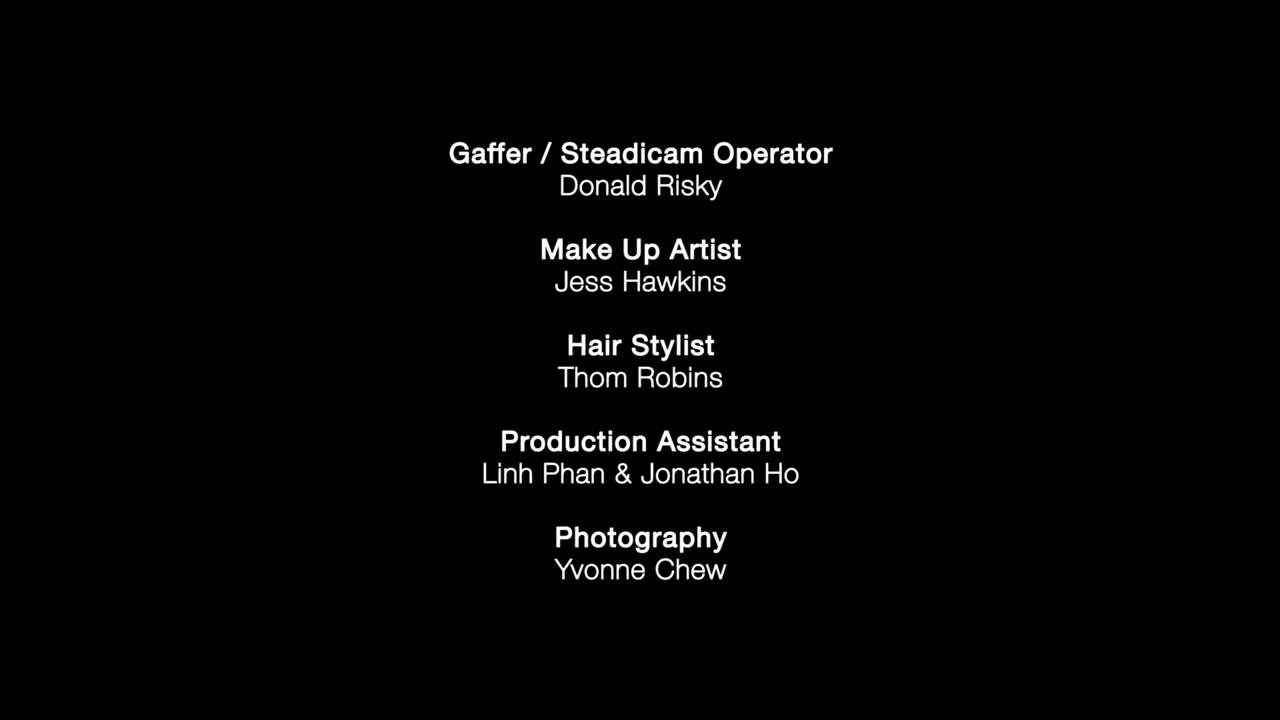 Gaffer / Steadicam Operator
Donald Risky
Make Up Artist
Jess Hawkins
Hair Stylist
Thom Robins
Production Assistant
Linh Phan & Jonathan Ho
Photography
Yvonne Chew